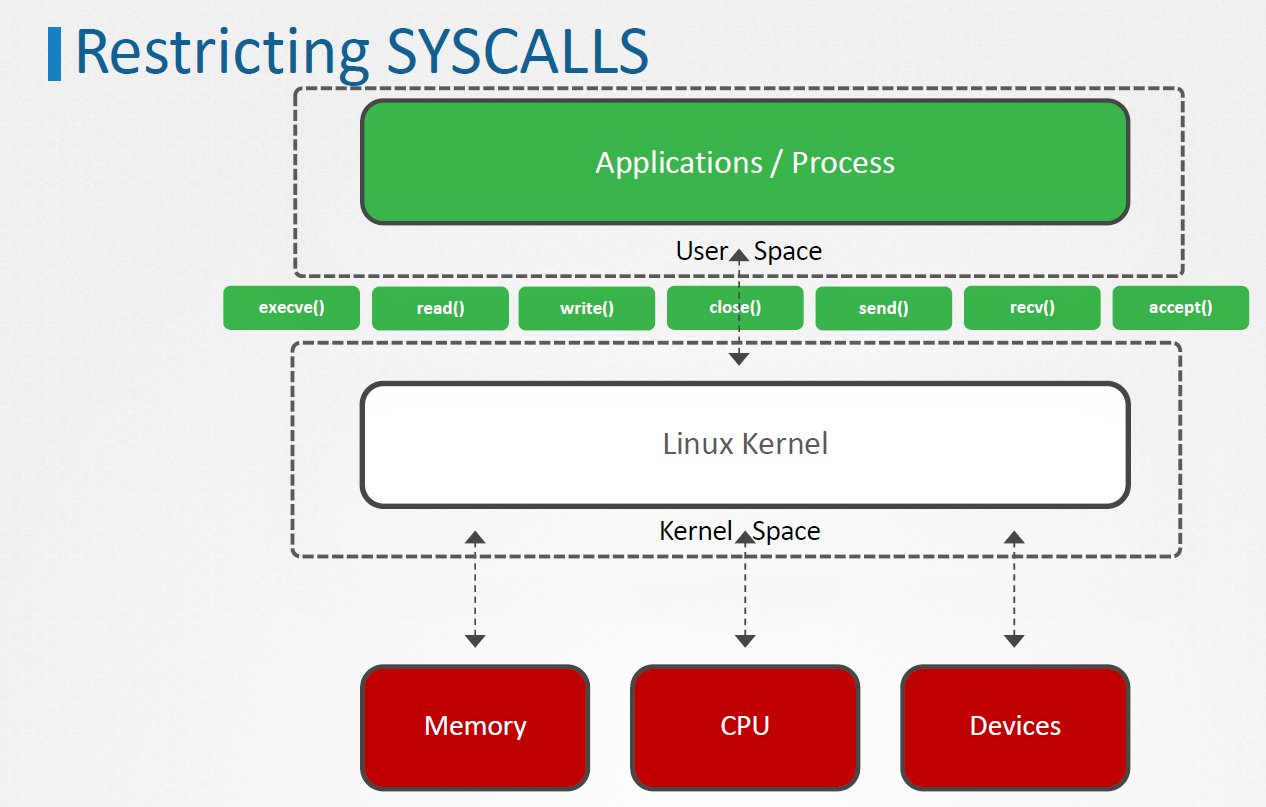 Restricting SYSCALLS
Applications / Process
User Space
execve() read() write() close() send() recv() accept()
Linux Kernel
Kernel Space
Memory CPU Devices